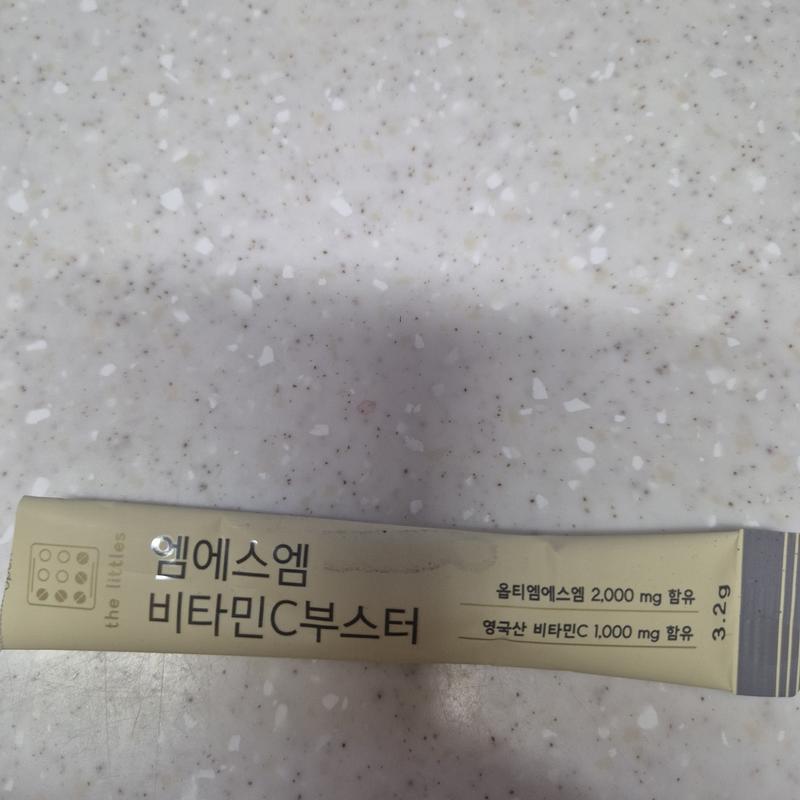 the littles
엠에스엠
비타민C부스터
옵티엠에스엠 2,000 mg 함유
영국산 비타민C 1,000 mg 함유
3.2g